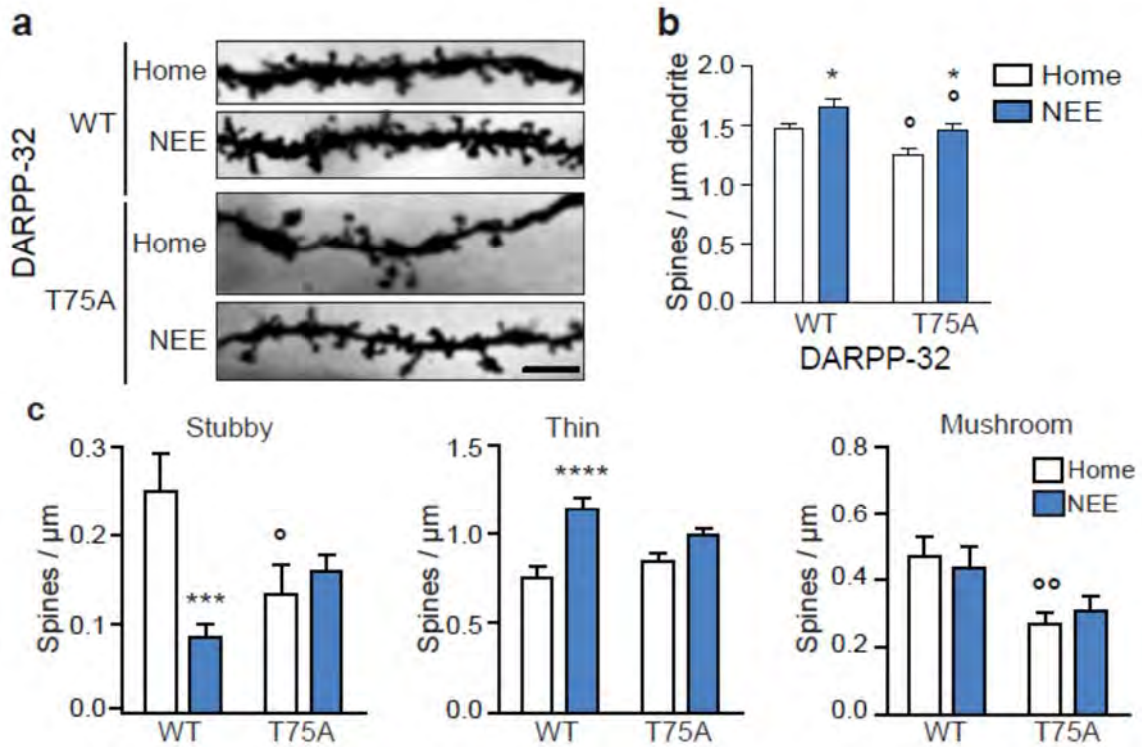 a
DARPP-32
WT
Home
NEE
T75A
Home
NEE
b
Spines / µm dendrite
2.0
1.5
1.0
0.5
0.0
*
°
*
°
WT
T75A
DARPP-32
Home
NEE
c
Stubby
Spines / µm
0.3
0.2
0.1
0.0
***
°
WT
T75A
Thin
Spines / µm
1.5
1.0
0.5
0.0
****
WT
T75A
Mushroom
Spines / µm
0.8
0.6
0.4
0.2
0.0
°°
WT
T75A
Home
NEE